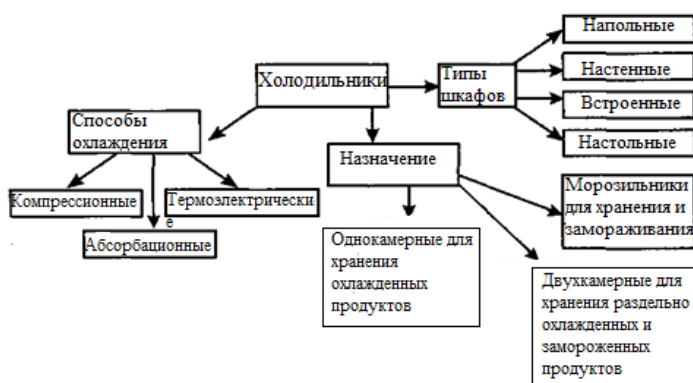 Холодильники
Типы
шкафов
Напольные
Настенные
Встроенные
Настольные
Способы
охлаждения
Компрессионные
Абсорбационные
Термоэлектрически
е
Назначение
Однокамерные для
хранения
охлажденных
продуктов
Двухкамерные для
хранения раздельно
охлажденных и
замороженных
продуктов
Морозильники
для хранения и
замораживания